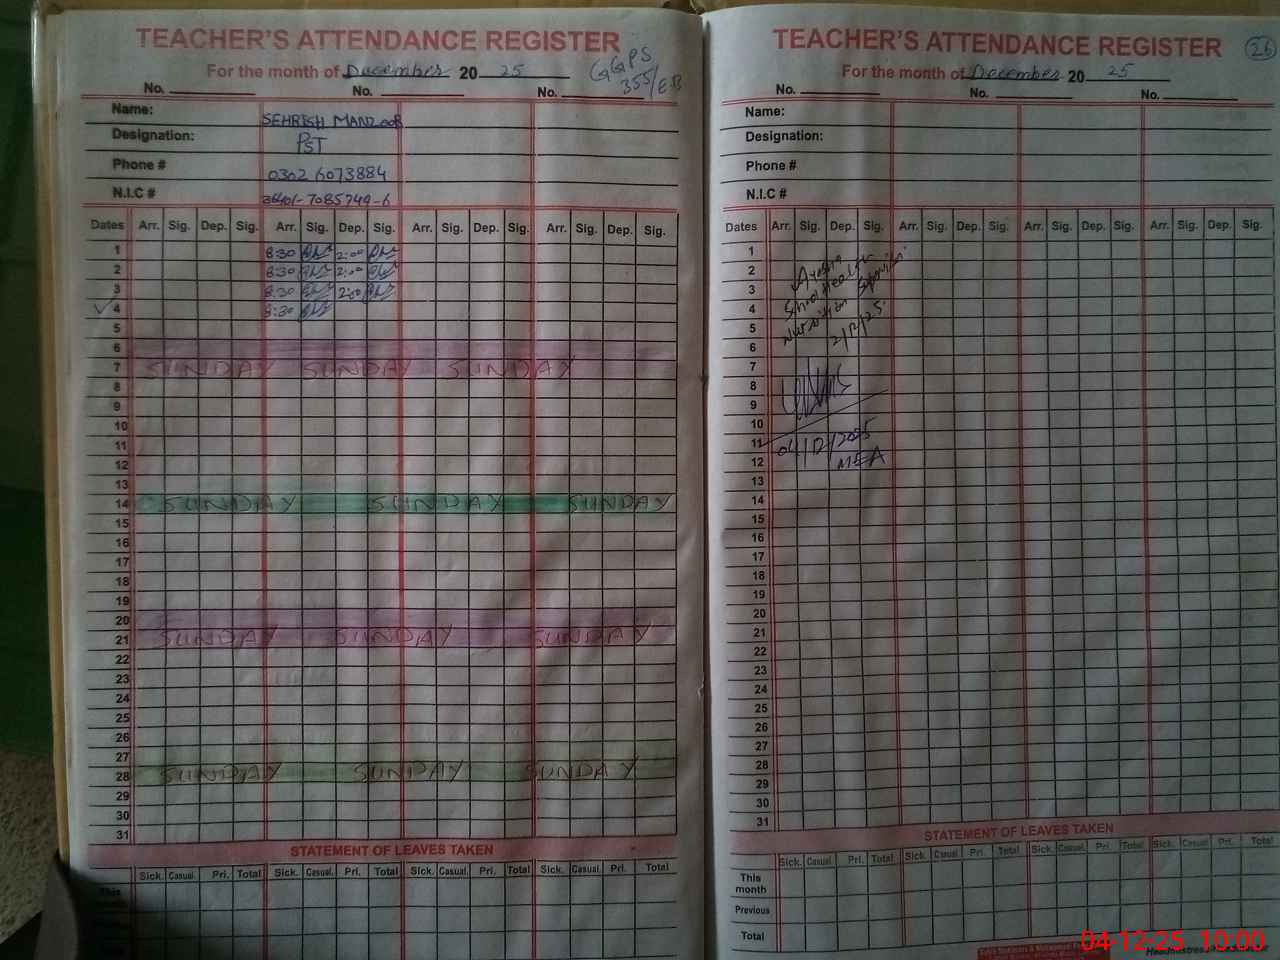 TEACHER'S ATTENDANCE REGISTER
For the month of December 20 25
GGPS
355/E.B
No. No. No.
Name: SEHRISH MANZOOR
Designation: PST
Phone # 0302 6073884
N.I.C # -7085749-6
Dates Arr. Sig. Dep. Sig. Arr. Sig. Dep. Sig. Arr. Sig. Dep. Sig. Arr. Sig. Dep. Sig.
1 8:30 2:00
2 8:30 2:00
3 8:30 2:00
4 8:30
5
6
7 SUNDAY SUNDAY SUNDAY
8
9
10
11
12
13
14 SUNDAY SUNDAY SUNDAY
15
16
17
18
19
20
21 SUNDAY SUNDAY SUNDAY
22
23
24
25
26
27
28 SUNDAY SUNDAY SUNDAY
29
30
31
STATEMENT OF LEAVES TAKEN
Sick. Casual. Pri. Total Sick. Casual. Pri. Total Sick. Casual. Pri. Total Sick. Casual. Pri. Total
This
TEACHER'S ATTENDANCE REGISTER
26
For the month of December 20 25
No. No. No.
Name:
Designation:
Phone #
N.I.C #
Dates Arr. Sig. Dep. Sig. Arr. Sig. Dep. Sig. Arr. Sig. Dep. Sig. Arr. Sig. Dep. Sig.
1
2
3
4
5
6
7
8
9
10
11
12
13
14
15
16
17
18
19
20
21
22
23
24
25
26
27
28
29
30
31
School Health
Nutrition Supervisor
2/12/25
04/12/2025
MEA
STATEMENT OF LEAVES TAKEN
Sick. Casual. Pri. Total Sick. Casual. Pri. Total Sick. Casual. Pri. Total Sick. Casual. Pri. Total
This
month
Previous
Total
04-12-25 10:00